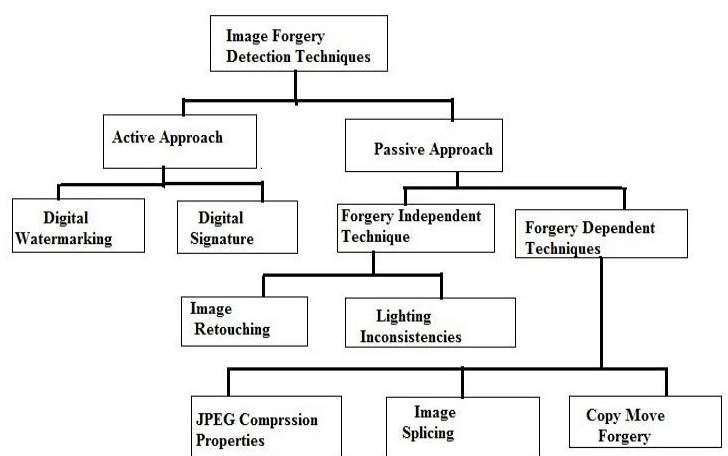 Image Forgery
Detection Techniques
Active Approach
Passive Approach
Digital
Watermarking
Digital
Signature
Forgery Independent
Technique
Forgery Dependent
Techniques
Image
Retouching
Lighting
Inconsistencies
JPEG Comprssion
Properties
Image
Splicing
Copy Move
Forgery